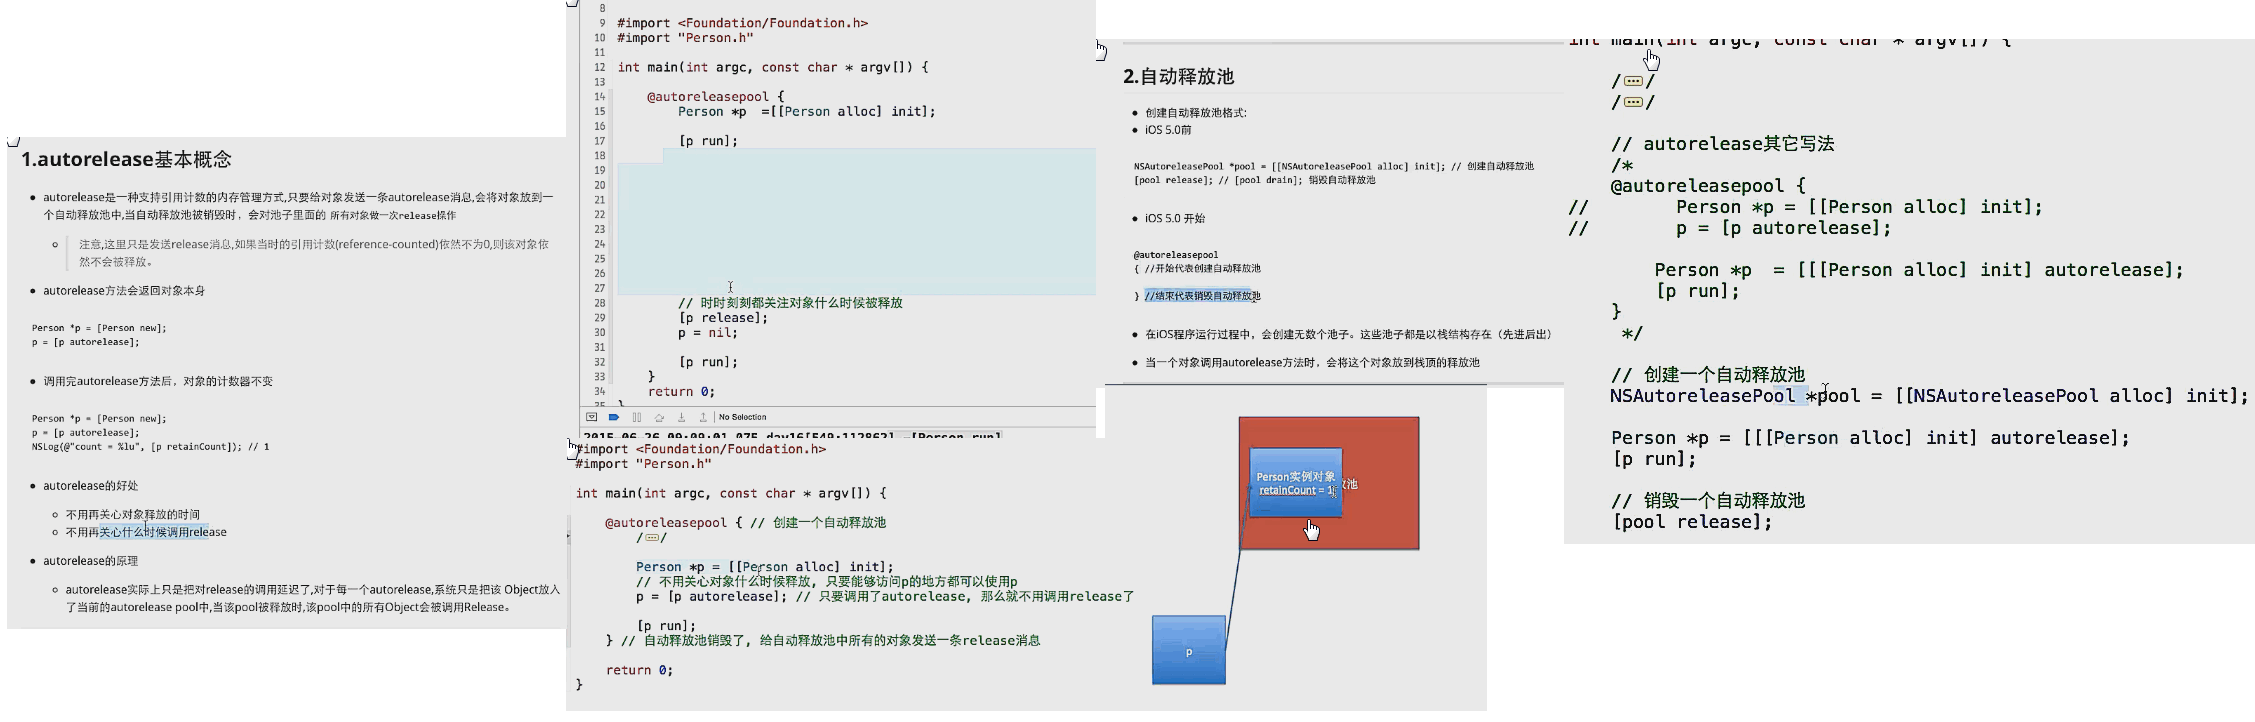 1.autorelease基本概念
autorelease是一种支持引用计数的内存管理方式,只要给对象发送一条autorelease消息,会将对象放到一
个自动释放池中,当自动释放池被销毁时，会对池子里面的 所有对象做一次release操作
注意,这里只是发送release消息,如果当时的引用计数(reference-counted)依然不为0,则该对象依
然不会被释放。
autorelease方法会返回对象本身
Person *p = [Person new];
p = [p autorelease];
调用完autorelease方法后，对象的计数器不变
Person *p = [Person new];
p = [p autorelease];
NSLog(@"count = %lu", [p retainCount]); // 1
autorelease的好处
不用再关心对象释放的时间
不用再关心什么时候调用release
autorelease的原理
autorelease实际上只是把对release的调用延迟了,对于每一个autorelease,系统只是把该 Object放入
了当前的autorelease pool中,当该pool被释放时,该pool中的所有Object会被调用Release。
8
9 #import <Foundation/Foundation.h>
10 #import "Person.h"
11
12 int main(int argc, const char * argv[]) {
13
14 @autoreleasepool {
15 Person *p =[[Person alloc] init];
16
17 [p run];
18
19
20
21
22
23
24
25
26
27
28 // 时时刻刻都关注对象什么时候被释放
29 [p release];
30 p = nil;
31
32 [p run];
33 }
34 return 0;
35 }
No Selection
2015-06-26 09:09:01.075 day16[549:112862] -[Person run]
#import <Foundation/Foundation.h>
#import "Person.h"
int main(int argc, const char * argv[]) {
@autoreleasepool { // 创建一个自动释放池
/•••/
Person *p = [[Person alloc] init];
// 不用关心对象什么时候释放, 只要能够访问p的地方都可以使用p
p = [p autorelease]; // 只要调用了autorelease, 那么就不用调用release了
[p run];
} // 自动释放池销毁了, 给自动释放池中所有的对象发送一条release消息
return 0;
}
2.自动释放池
创建自动释放池格式:
iOS 5.0前
NSAutoreleasePool *pool = [[NSAutoreleasePool alloc] init]; // 创建自动释放池
[pool release]; // [pool drain]; 销毁自动释放池
iOS 5.0 开始
@autoreleasepool
{ //开始代表创建自动释放池
} //结束代表销毁自动释放池
在iOS程序运行过程中，会创建无数个池子。这些池子都是以栈结构存在（先进后出）
当一个对象调用autorelease方法时，会将这个对象放到栈顶的释放池
Person实例对象
retainCount = 1
池
p
int main(int argc, const char * argv[]) {
/•••/
/•••/
// autorelease其它写法
/*
@autoreleasepool {
// Person *p = [[Person alloc] init];
// p = [p autorelease];
Person *p = [[[Person alloc] init] autorelease];
[p run];
}
*/
// 创建一个自动释放池
NSAutoreleasePool *pool = [[NSAutoreleasePool alloc] init];
Person *p = [[[Person alloc] init] autorelease];
[p run];
// 销毁一个自动释放池
[pool release];